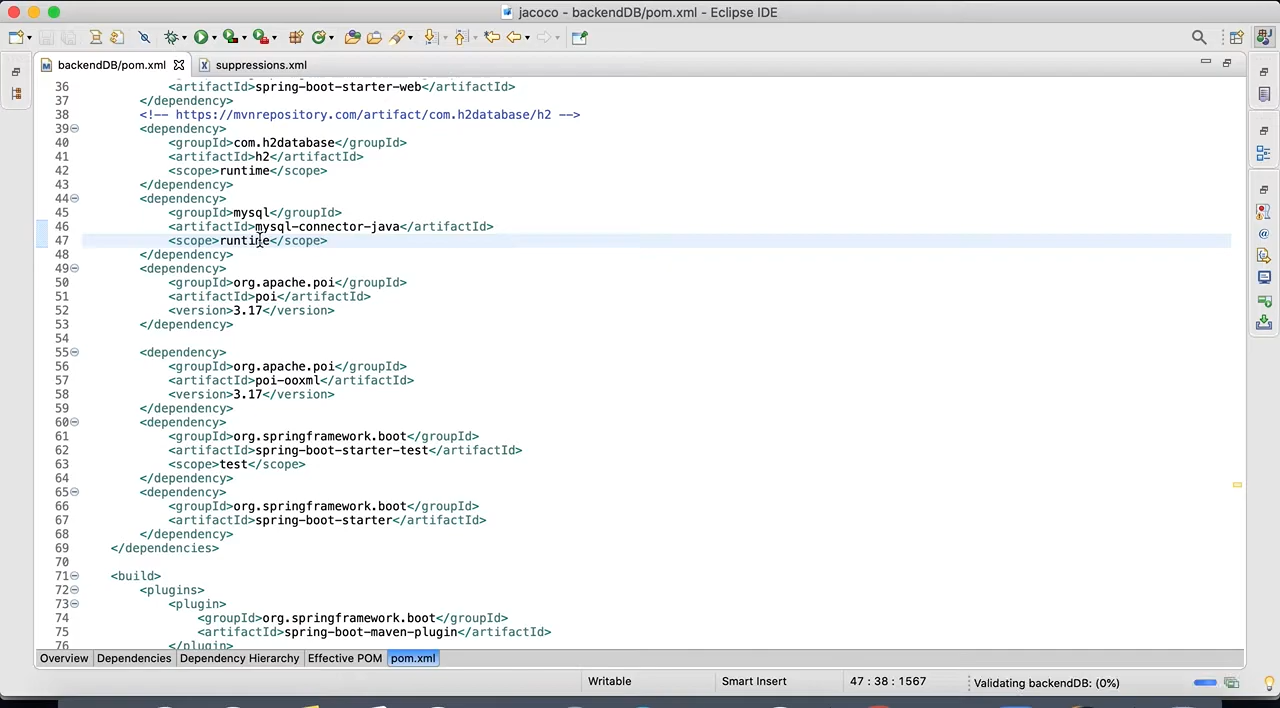 jacoco - backendDB/pom.xml - Eclipse IDE
backendDB/pom.xml
suppressions.xml
36 <artifactId>spring-boot-starter-web</artifactId>
37 </dependency>
38 <!-- https://mvnrepository.com/artifact/com.h2database/h2 -->
39 <dependency>
40 <groupId>com.h2database</groupId>
41 <artifactId>h2</artifactId>
42 <scope>runtime</scope>
43 </dependency>
44 <dependency>
45 <groupId>mysql</groupId>
46 <artifactId>mysql-connector-java</artifactId>
47 <scope>runtime</scope>
48 </dependency>
49 <dependency>
50 <groupId>org.apache.poi</groupId>
51 <artifactId>poi</artifactId>
52 <version>3.17</version>
53 </dependency>
54
55 <dependency>
56 <groupId>org.apache.poi</groupId>
57 <artifactId>poi-ooxml</artifactId>
58 <version>3.17</version>
59 </dependency>
60 <dependency>
61 <groupId>org.springframework.boot</groupId>
62 <artifactId>spring-boot-starter-test</artifactId>
63 <scope>test</scope>
64 </dependency>
65 <dependency>
66 <groupId>org.springframework.boot</groupId>
67 <artifactId>spring-boot-starter</artifactId>
68 </dependency>
69 </dependencies>
70
71 <build>
72 <plugins>
73 <plugin>
74 <groupId>org.springframework.boot</groupId>
75 <artifactId>spring-boot-maven-plugin</artifactId>
76 </plugin>
Overview Dependencies Dependency Hierarchy Effective POM pom.xml
Writable Smart Insert 47 : 38 : 1567 Validating backendDB: (0%)